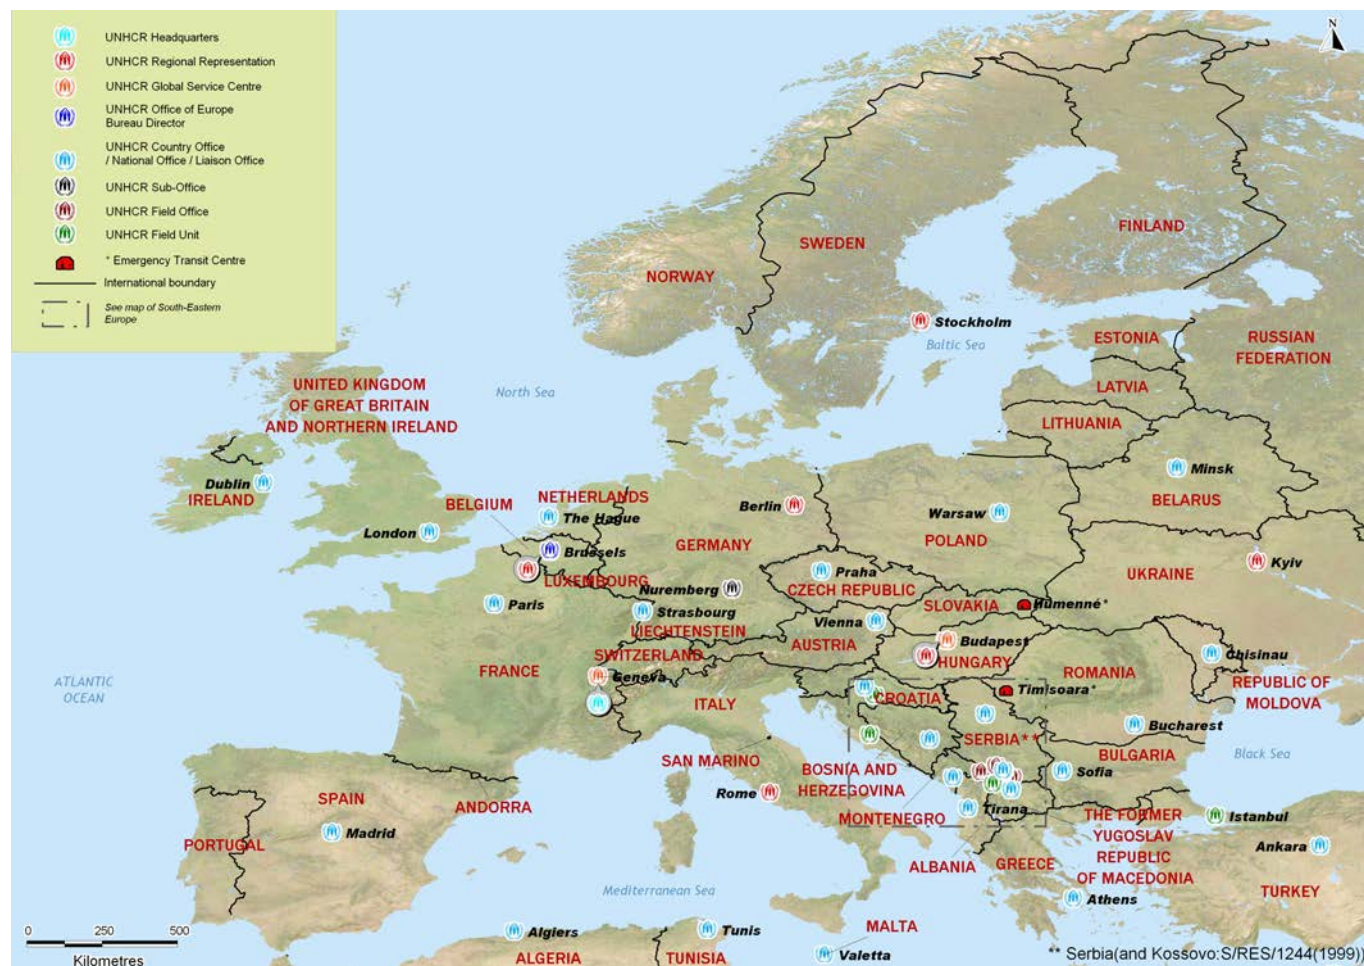 UNHCR Headquarters
UNHCR Regional Representation
UNHCR Global Service Centre
UNHCR Office of Europe
Bureau Director
UNHCR Country Office
/ National Office / Liaison Office
UNHCR Sub-Office
UNHCR Field Office
UNHCR Field Unit
* Emergency Transit Centre
International boundary
See map of South-Eastern
Europe
N
FINLAND
SWEDEN
NORWAY
Stockholm
Baltic Sea
ESTONIA
RUSSIAN
FEDERATION
LATVIA
LITHUANIA
North Sea
UNITED KINGDOM
OF GREAT BRITAIN
AND NORTHERN IRELAND
Minsk
BELARUS
Dublin
IRELAND
BELGIUM
NETHERLANDS
The Hague
London
Berlin
Warsaw
POLAND
GERMANY
Brussels
LUXEMBOURG
Nuremberg
Praha
CZECH REPUBLIC
UKRAINE
Kyiv
Paris
Strasbourg
LIECHTENSTEIN
SLOVAKIA
Humenné*
Vienna
AUSTRIA
Budapest
HUNGARY
SWITZERLAND
Geneva
FRANCE
ROMANIA
Chisinau
REPUBLIC OF
MOLDOVA
ATLANTIC
OCEAN
ITALY
CROATIA
Timisoara*
Bucharest
SERBIA**
BULGARIA
Black Sea
SAN MARINO
BOSNIA AND
HERZEGOVINA
Sofia
Rome
SPAIN
ANDORRA
MONTENEGRO
Tirana
THE FORMER
YUGOSLAV
REPUBLIC
OF MACEDONIA
Istanbul
Madrid
PORTUGAL
Ankara
ALBANIA
GREECE
TURKEY
Mediterranean Sea
Athens
MALTA
Algiers
Tunis
ALGERIA
TUNISIA
Valetta
0 250 500
Kilometres
** Serbia(and Kossovo:S/RES/1244(1999))